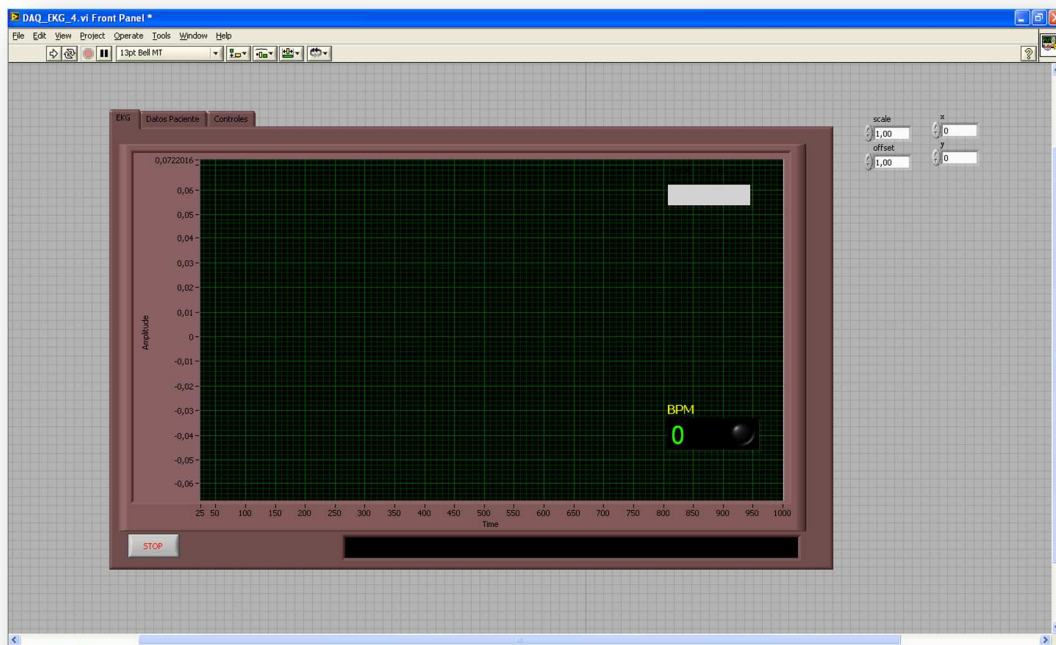 DAQ_EKG_4.vi Front Panel *
File Edit View Project Operate Tools Window Help
13pt Bell MT
?
EKG Datos Paciente Controles
scale
1,00
x
0
offset
1,00
y
0
0,0722016
0,06
0,05
0,04
0,03
0,02
0,01
0
-0,01
-0,02
-0,03
-0,04
-0,05
-0,06
Amplitude
BPM
0
25 50 100 150 200 250 300 350 400 450 500 550 600 650 700 750 800 850 900 950 1000
Time
STOP